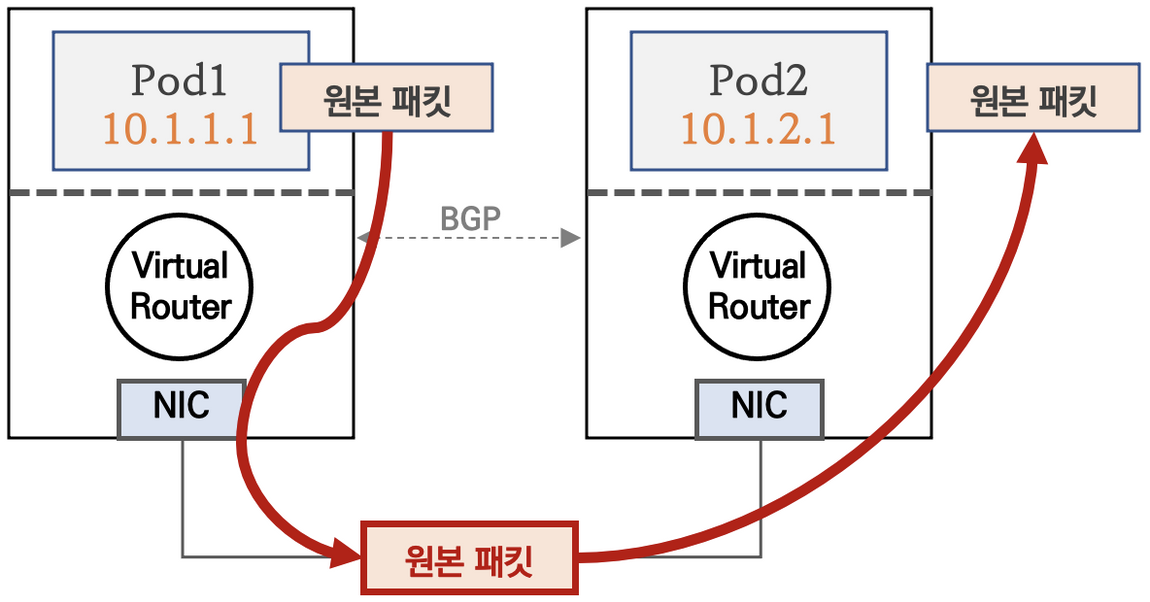 Pod1
10.1.1.1
원본 패킷
Pod2
10.1.2.1
원본 패킷
BGP
Virtual
Router
Virtual
Router
NIC
NIC
원본 패킷